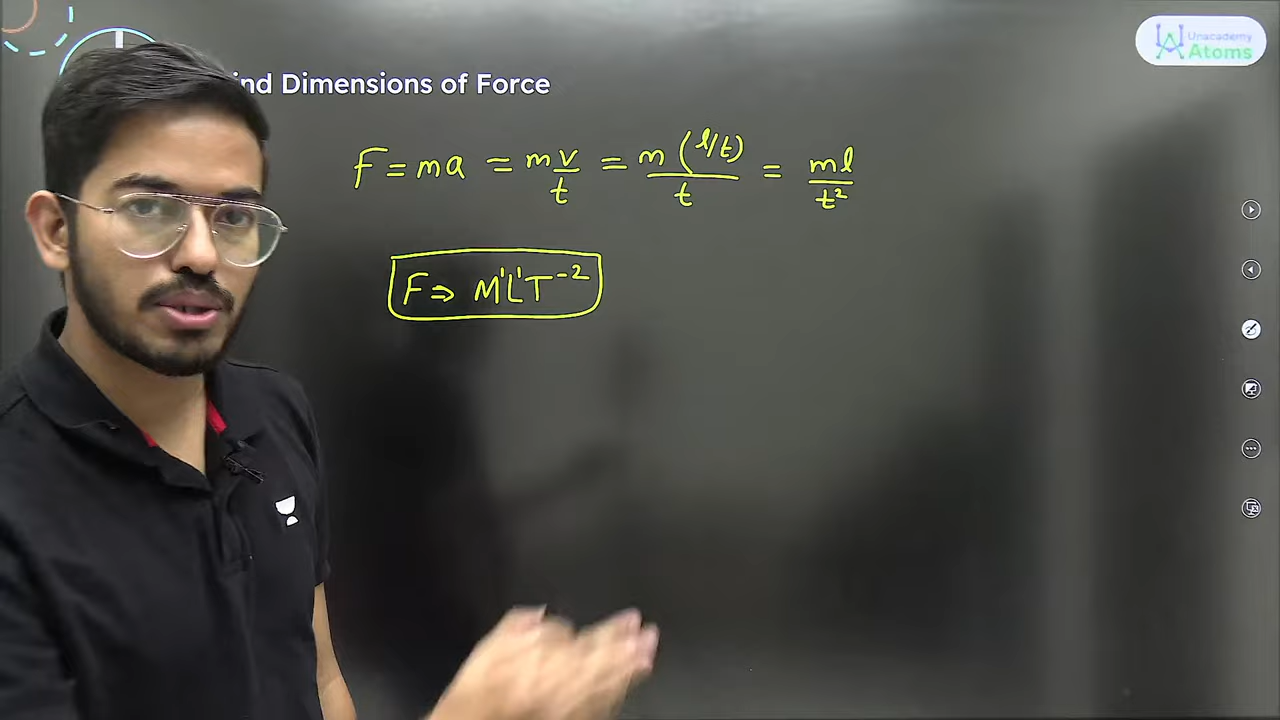 Unacademy
Atoms
ind Dimensions of Force
F = ma = mv/t = m(l/t)/t = ml/t²
F ⇒ M¹L¹T⁻²